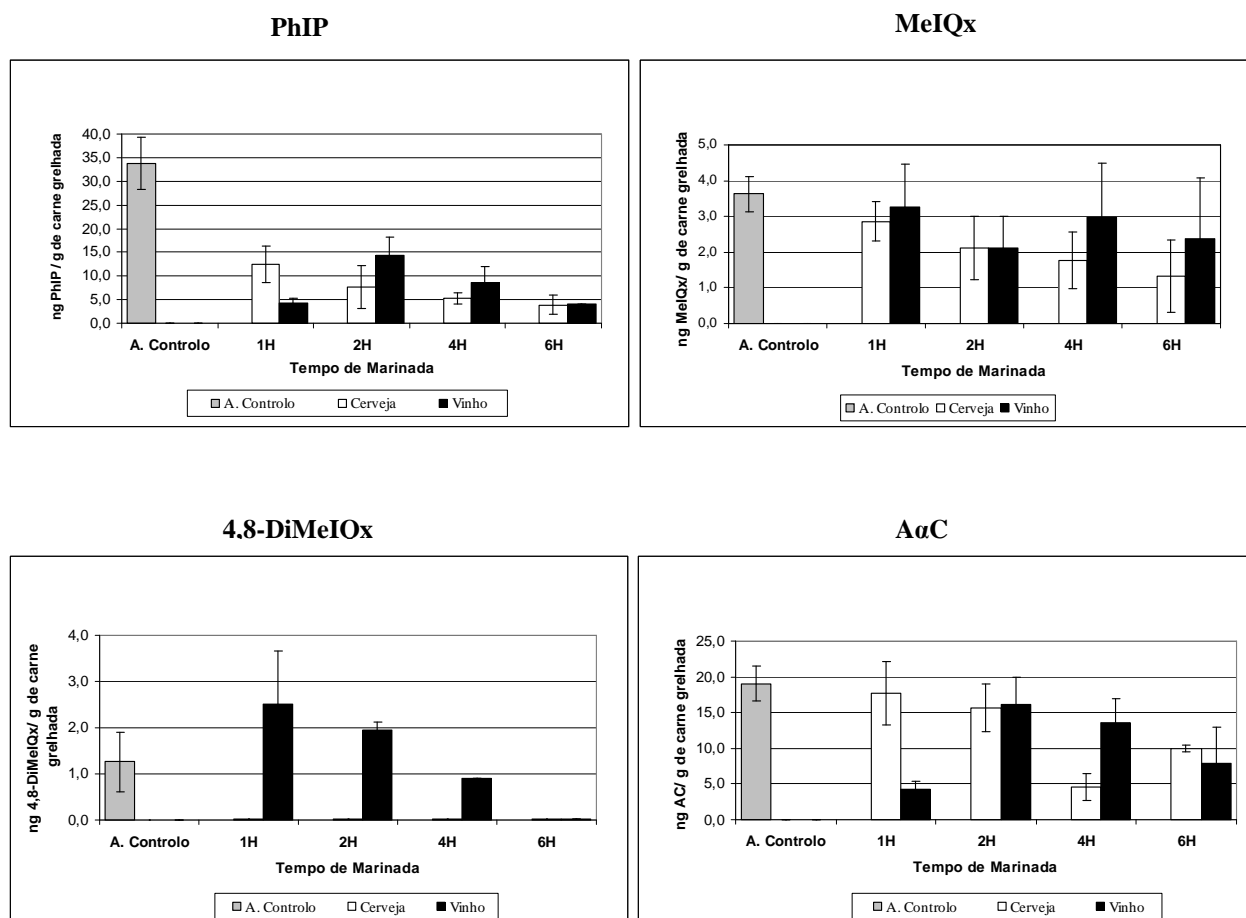 PhIP
ng PhIP / g de carne grelhada
40,0
35,0
30,0
25,0
20,0
15,0
10,0
5,0
0,0
A. Controlo 1H 2H 4H 6H
Tempo de Marinada
A. Controlo Cerveja Vinho
MeIQx
ng MeIQx/ g de carne grelhada
5,0
4,0
3,0
2,0
1,0
0,0
A. Controlo 1H 2H 4H 6H
Tempo de Marinada
A. Controlo Cerveja Vinho
4,8-DiMeIQx
ng 4,8-DiMeIQx/ g de carne
grelhada
4,0
3,0
2,0
1,0
0,0
A. Controlo 1H 2H 4H 6H
Tempo de Marinada
A. Controlo Cerveja Vinho
AαC
ng AC/ g de carne grelhada
25,0
20,0
15,0
10,0
5,0
0,0
A. Controlo 1H 2H 4H 6H
Tempo de Marinada
A. Controlo Cerveja Vinho